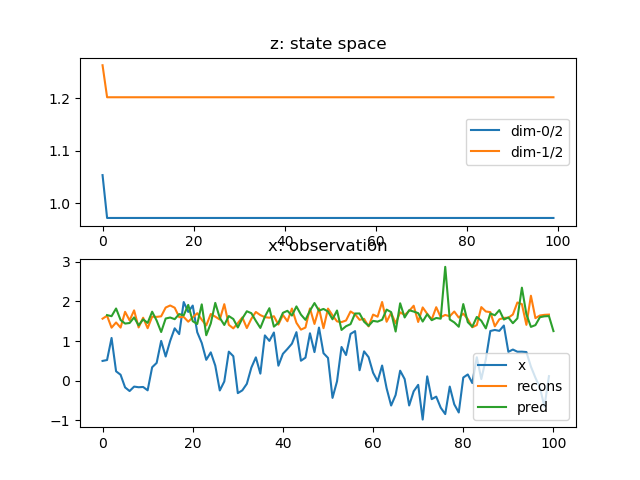 z: state space
1.2
1.1
1.0
dim-0/2
dim-1/2
0 20 40 60 80 100
x: observation
3
2
1
0
−1
x
recons
pred
0 20 40 60 80 100